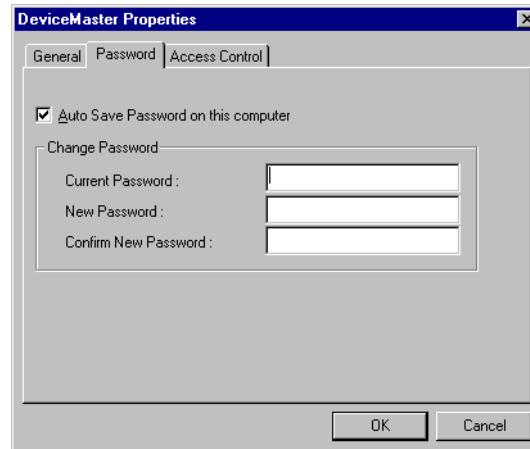 DeviceMaster Properties
General Password Access Control
Auto Save Password on this computer
Change Password
Current Password :
New Password :
Confirm New Password :
OK Cancel